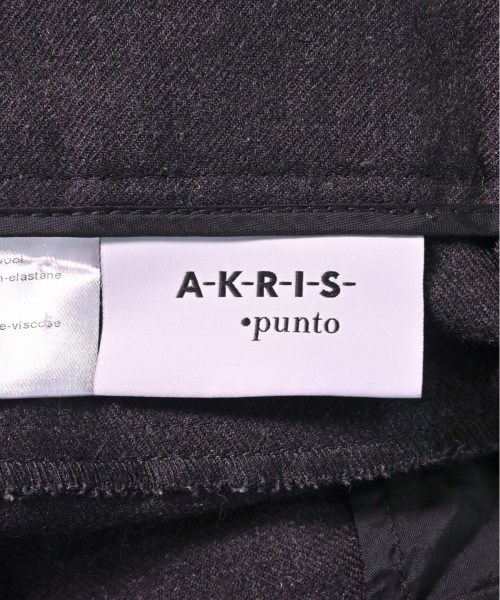 A-K-R-I-S-
•punto
-elastane
e-viscose